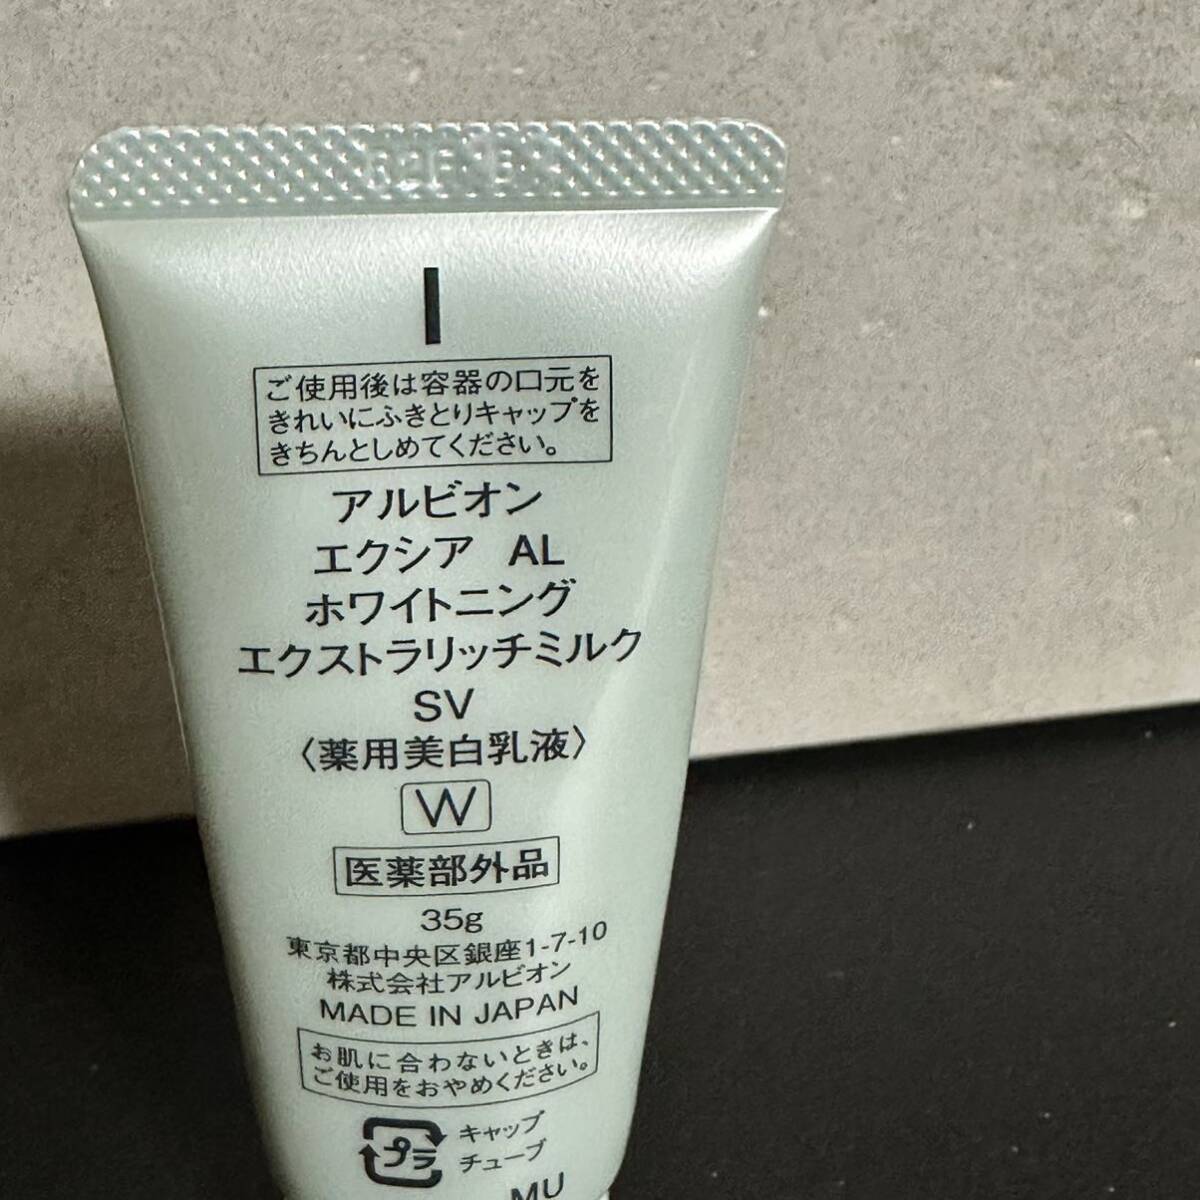 ご使用後は容器の口元を
きれいにふきとりキャップを
きちんとしめてください。
アルビオン
エクシア AL
ホワイトニング
エクストラリッチミルク
SV
〈薬用美白乳液〉
W
医薬部外品
35g
東京都中央区銀座1-7-10
株式会社アルビオン
MADE IN JAPAN
お肌に合わないときは、
ご使用をおやめください。
プラ
キャップ
チューブ
MU